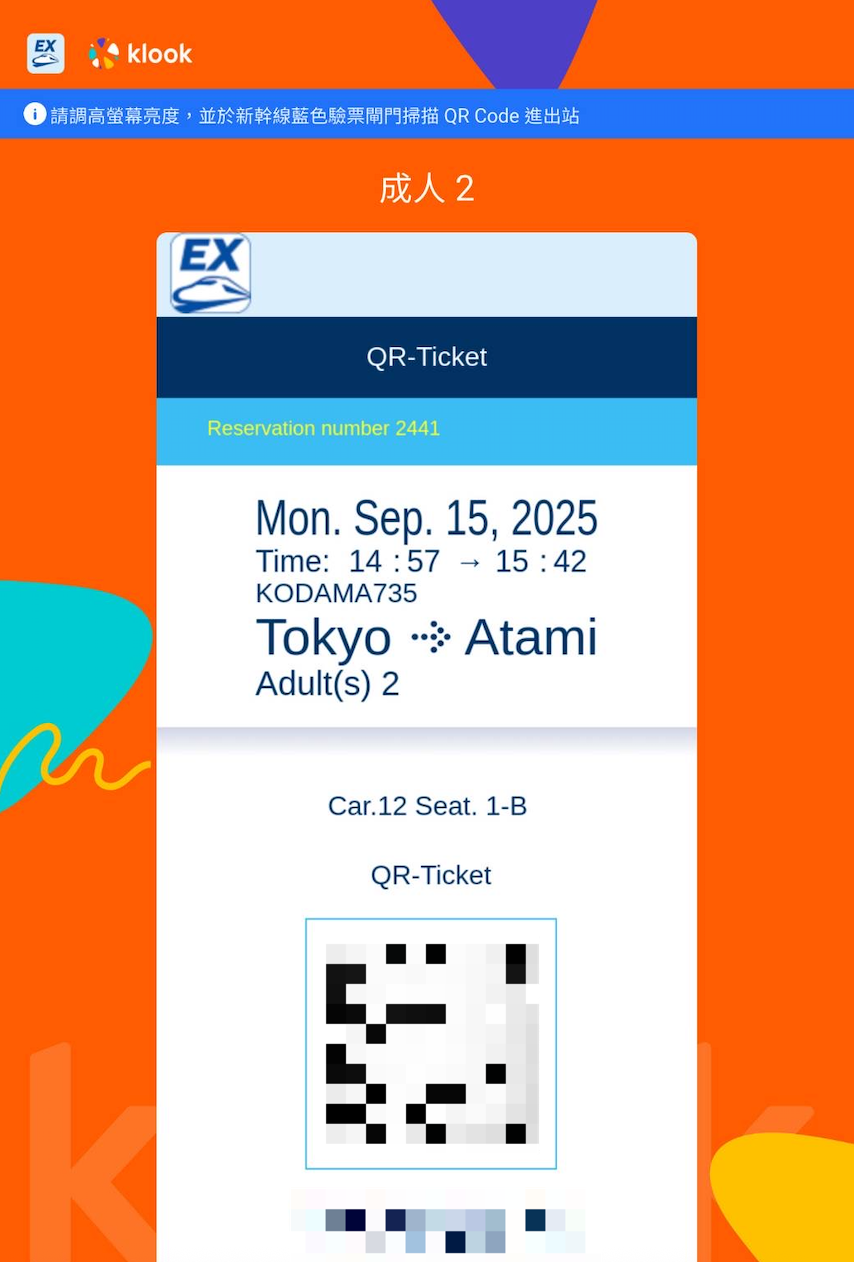 EX
klook
請調高螢幕亮度，並於新幹線藍色驗票閘門掃描 QR Code 進出站
成人 2
EX
QR-Ticket
Reservation number 2441
Mon. Sep. 15, 2025
Time: 14 : 57 → 15 : 42
KODAMA735
Tokyo ⁘ Atami
Adult(s) 2
Car.12 Seat. 1-B
QR-Ticket